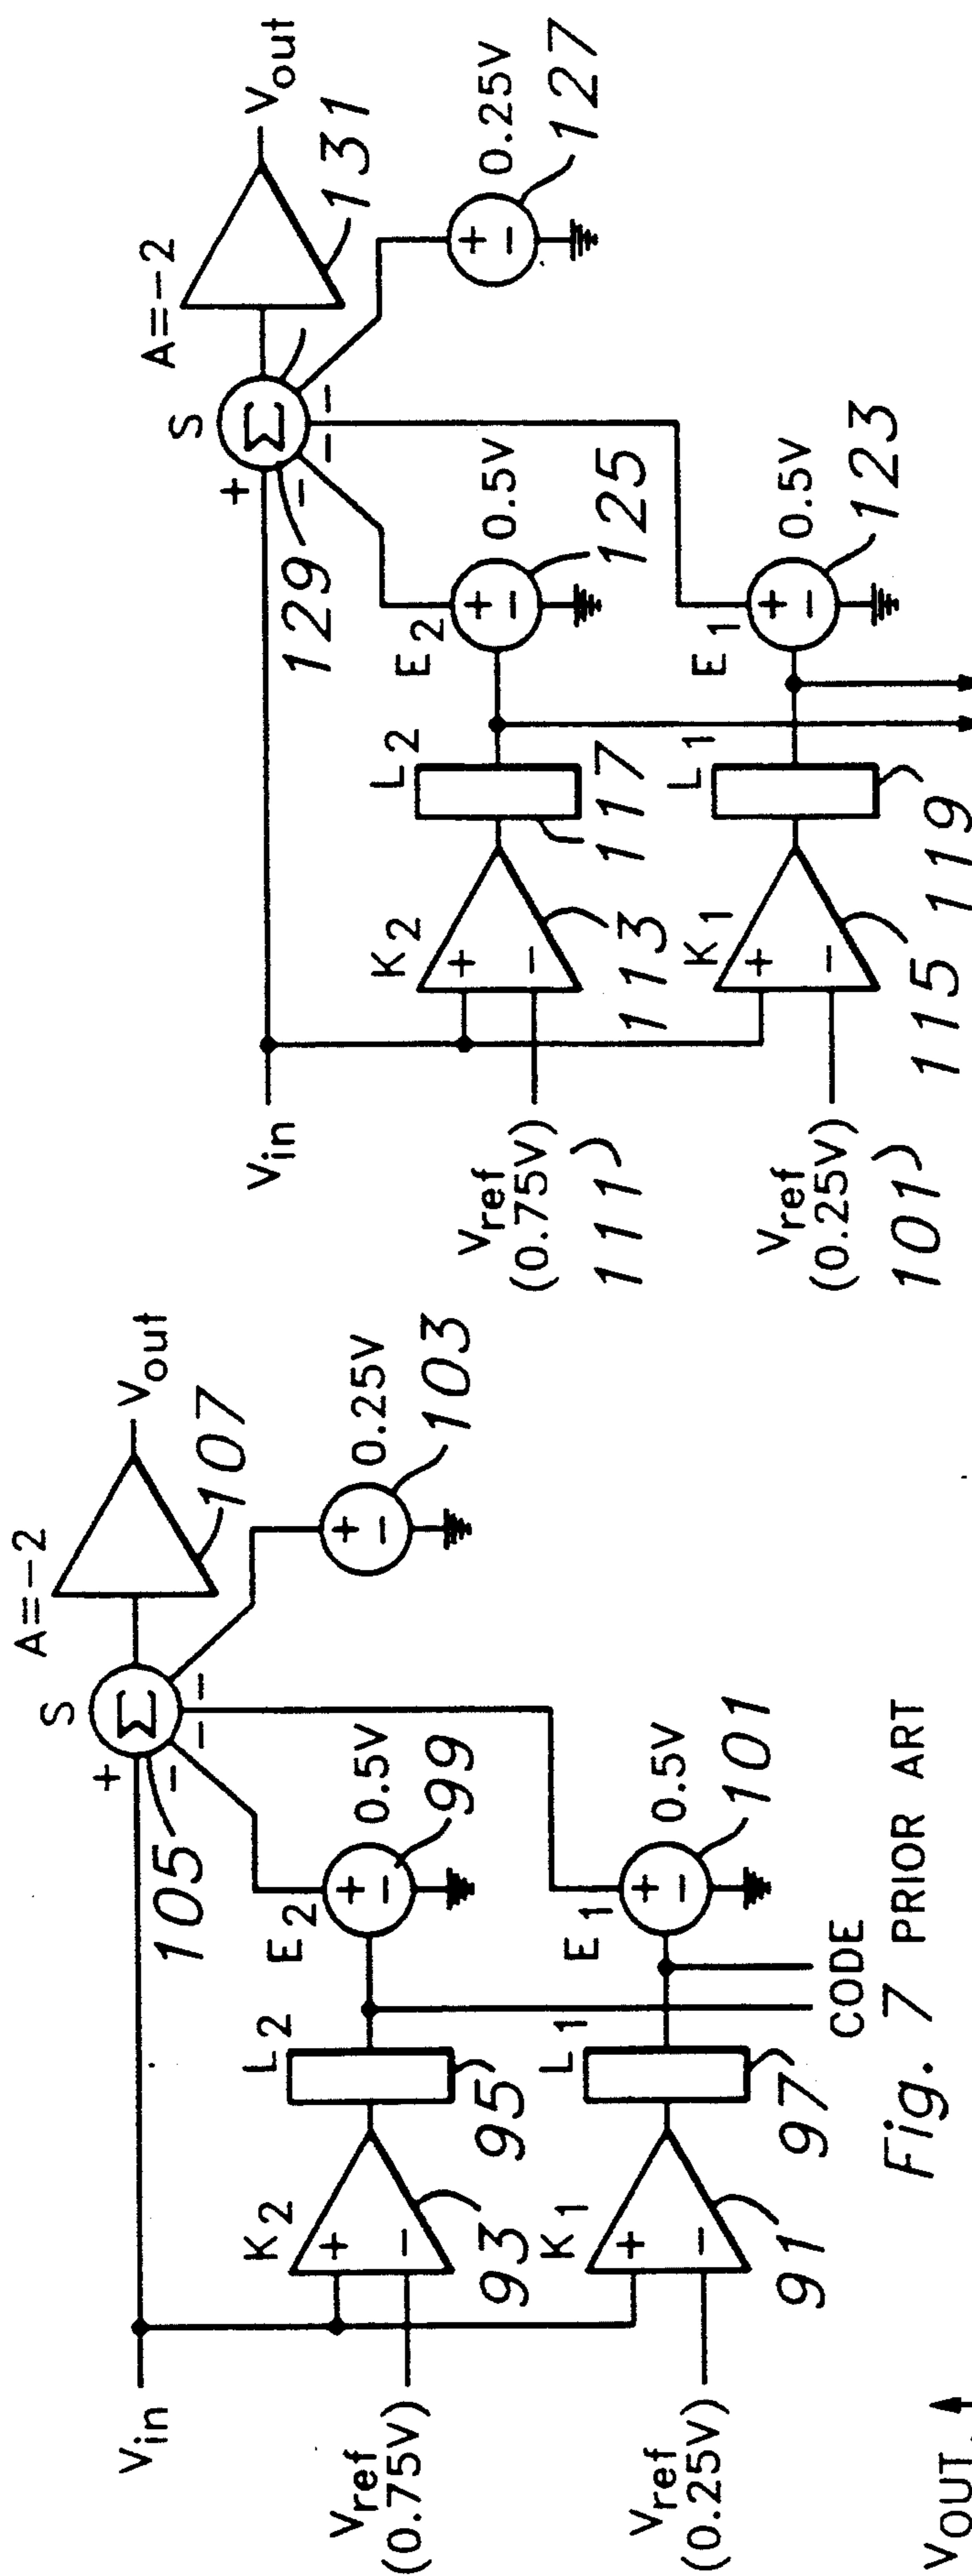 A=-2
S
+
Σ
Vin
Vout
107
105
-
- -
0.25V
+
-
103
K2
+
-
L2
E2
0.5V
+
-
93
95
99
Vref
(0.75V)
K1
+
-
L1
E1
0.5V
+
-
91
97
101
Vref
(0.25V)
CODE
Fig. 7 PRIOR ART
VOUT
A=-2
S
+
Σ
Vin
Vout
131
129
-
- -
0.25V
+
-
127
K2
+
-
L2
E2
0.5V
+
-
113
117
125
Vref
(0.75V)
111
K1
+
-
L1
E1
0.5V
+
-
115
119
123
Vref
(0.25V)
101